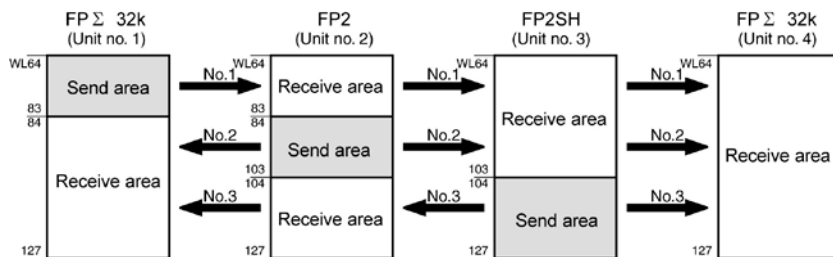 FP Σ 32k
(Unit no. 1)
FP2
(Unit no. 2)
FP2SH
(Unit no. 3)
FP Σ 32k
(Unit no. 4)
WL64
Send area
83
84
Receive area
127
No.1
No.2
No.3
WL64
Receive area
83
84
Send area
103
104
Receive area
127
No.1
No.2
No.3
WL64
Receive area
103
104
Send area
127
No.1
No.2
No.3
WL64
Receive area
127